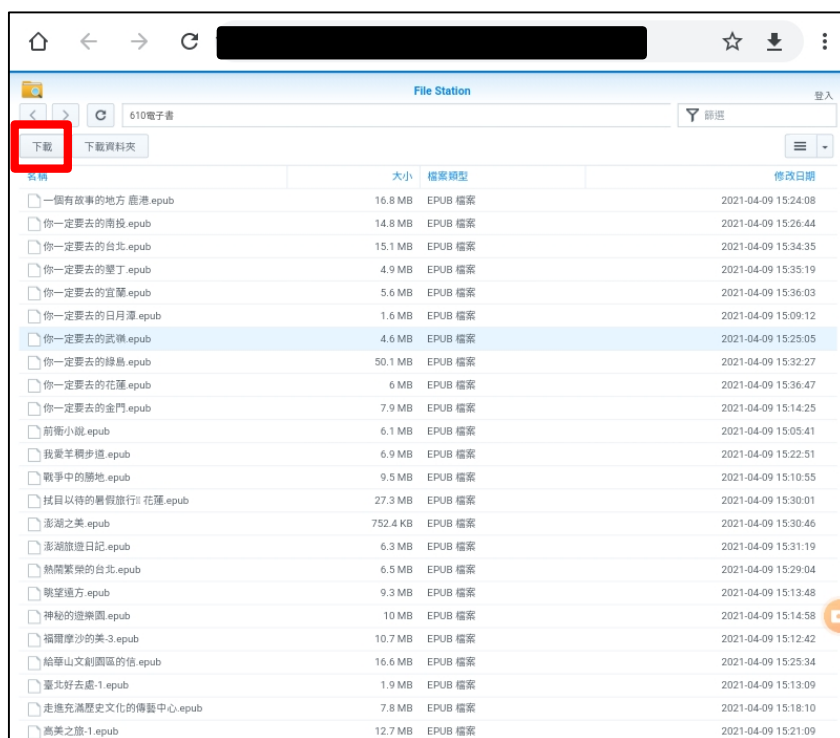 File Station
登入
610電子書
篩選
下載 下載資料夾
名稱 大小 檔案類型 修改日期
一個有故事的地方 鹿港.epub 16.8 MB EPUB 檔案 2021-04-09 15:24:08
你一定要去的南投.epub 14.8 MB EPUB 檔案 2021-04-09 15:26:44
你一定要去的台北.epub 15.1 MB EPUB 檔案 2021-04-09 15:34:35
你一定要去的墾丁.epub 4.9 MB EPUB 檔案 2021-04-09 15:35:19
你一定要去的宜蘭.epub 5.6 MB EPUB 檔案 2021-04-09 15:36:03
你一定要去的日月潭.epub 1.6 MB EPUB 檔案 2021-04-09 15:09:12
你一定要去的武嶺.epub 4.6 MB EPUB 檔案 2021-04-09 15:25:05
你一定要去的綠島.epub 50.1 MB EPUB 檔案 2021-04-09 15:32:27
你一定要去的花蓮.epub 6 MB EPUB 檔案 2021-04-09 15:36:47
你一定要去的金門.epub 7.9 MB EPUB 檔案 2021-04-09 15:14:25
前衛小說.epub 6.1 MB EPUB 檔案 2021-04-09 15:05:41
我愛羊稠步道.epub 6.9 MB EPUB 檔案 2021-04-09 15:22:51
戰爭中的勝地.epub 9.5 MB EPUB 檔案 2021-04-09 15:10:55
拭目以待的暑假旅行 花蓮.epub 27.3 MB EPUB 檔案 2021-04-09 15:30:01
澎湖之美.epub 752.4 KB EPUB 檔案 2021-04-09 15:30:46
澎湖旅遊日記.epub 6.3 MB EPUB 檔案 2021-04-09 15:31:19
熱鬧繁榮的台北.epub 6.5 MB EPUB 檔案 2021-04-09 15:29:04
眺望遠方.epub 9.3 MB EPUB 檔案 2021-04-09 15:13:48
神秘的遊樂園.epub 10 MB EPUB 檔案 2021-04-09 15:14:58
福爾摩沙的美-3.epub 10.7 MB EPUB 檔案 2021-04-09 15:12:42
給華山文創園區的信.epub 16.6 MB EPUB 檔案 2021-04-09 15:25:34
臺北好去處-1.epub 1.9 MB EPUB 檔案 2021-04-09 15:13:09
走進充滿歷史文化的傳藝中心.epub 7.8 MB EPUB 檔案 2021-04-09 15:18:10
高美之旅-1.epub 12.7 MB EPUB 檔案 2021-04-09 15:21:09